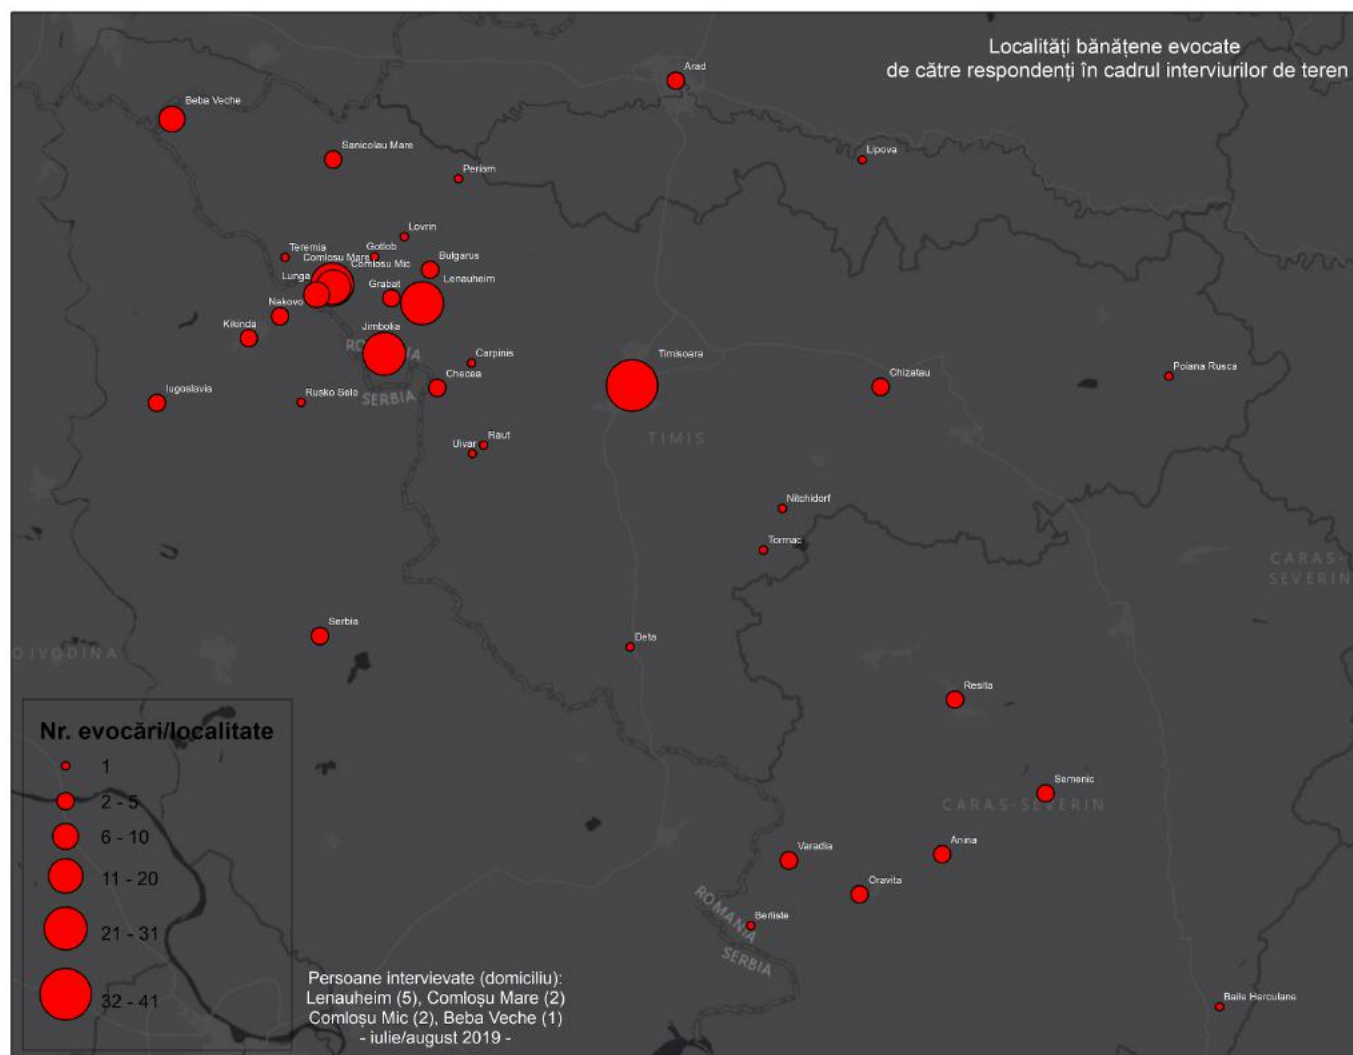 Localități bănățene evocate
de către respondenți în cadrul interviurilor de teren
Arad
Beba Veche
Sanicolau Mare
Lipova
Periam
Lovrin
Teremia
Gotlob
Comlosu Mare
Comlosu Mic
Bulgarus
Lunga
Grabat
Lenauheim
Nakovo
Kikinda
Jimbolia
ROMANIA
SERBIA
Carpinis
Timisoara
Checea
Chizatau
Poiana Rusca
Iugoslavia
Rusko Selo
TIMIS
Raut
Uivar
Nitchidorf
Tormac
CARAS-
SEVERIN
Serbia
Deta
OJVODINA
Resita
Semenic
CARAS-SEVERIN
Varadia
Anina
Oravita
Berliste
ROMANIA
SERBIA
Baile Herculane
Nr. evocări/localitate
1
2 - 5
6 - 10
11 - 20
21 - 31
32 - 41
Persoane intervievate (domiciliu):
Lenauheim (5), Comloșu Mare (2)
Comloșu Mic (2), Beba Veche (1)
- iulie/august 2019 -